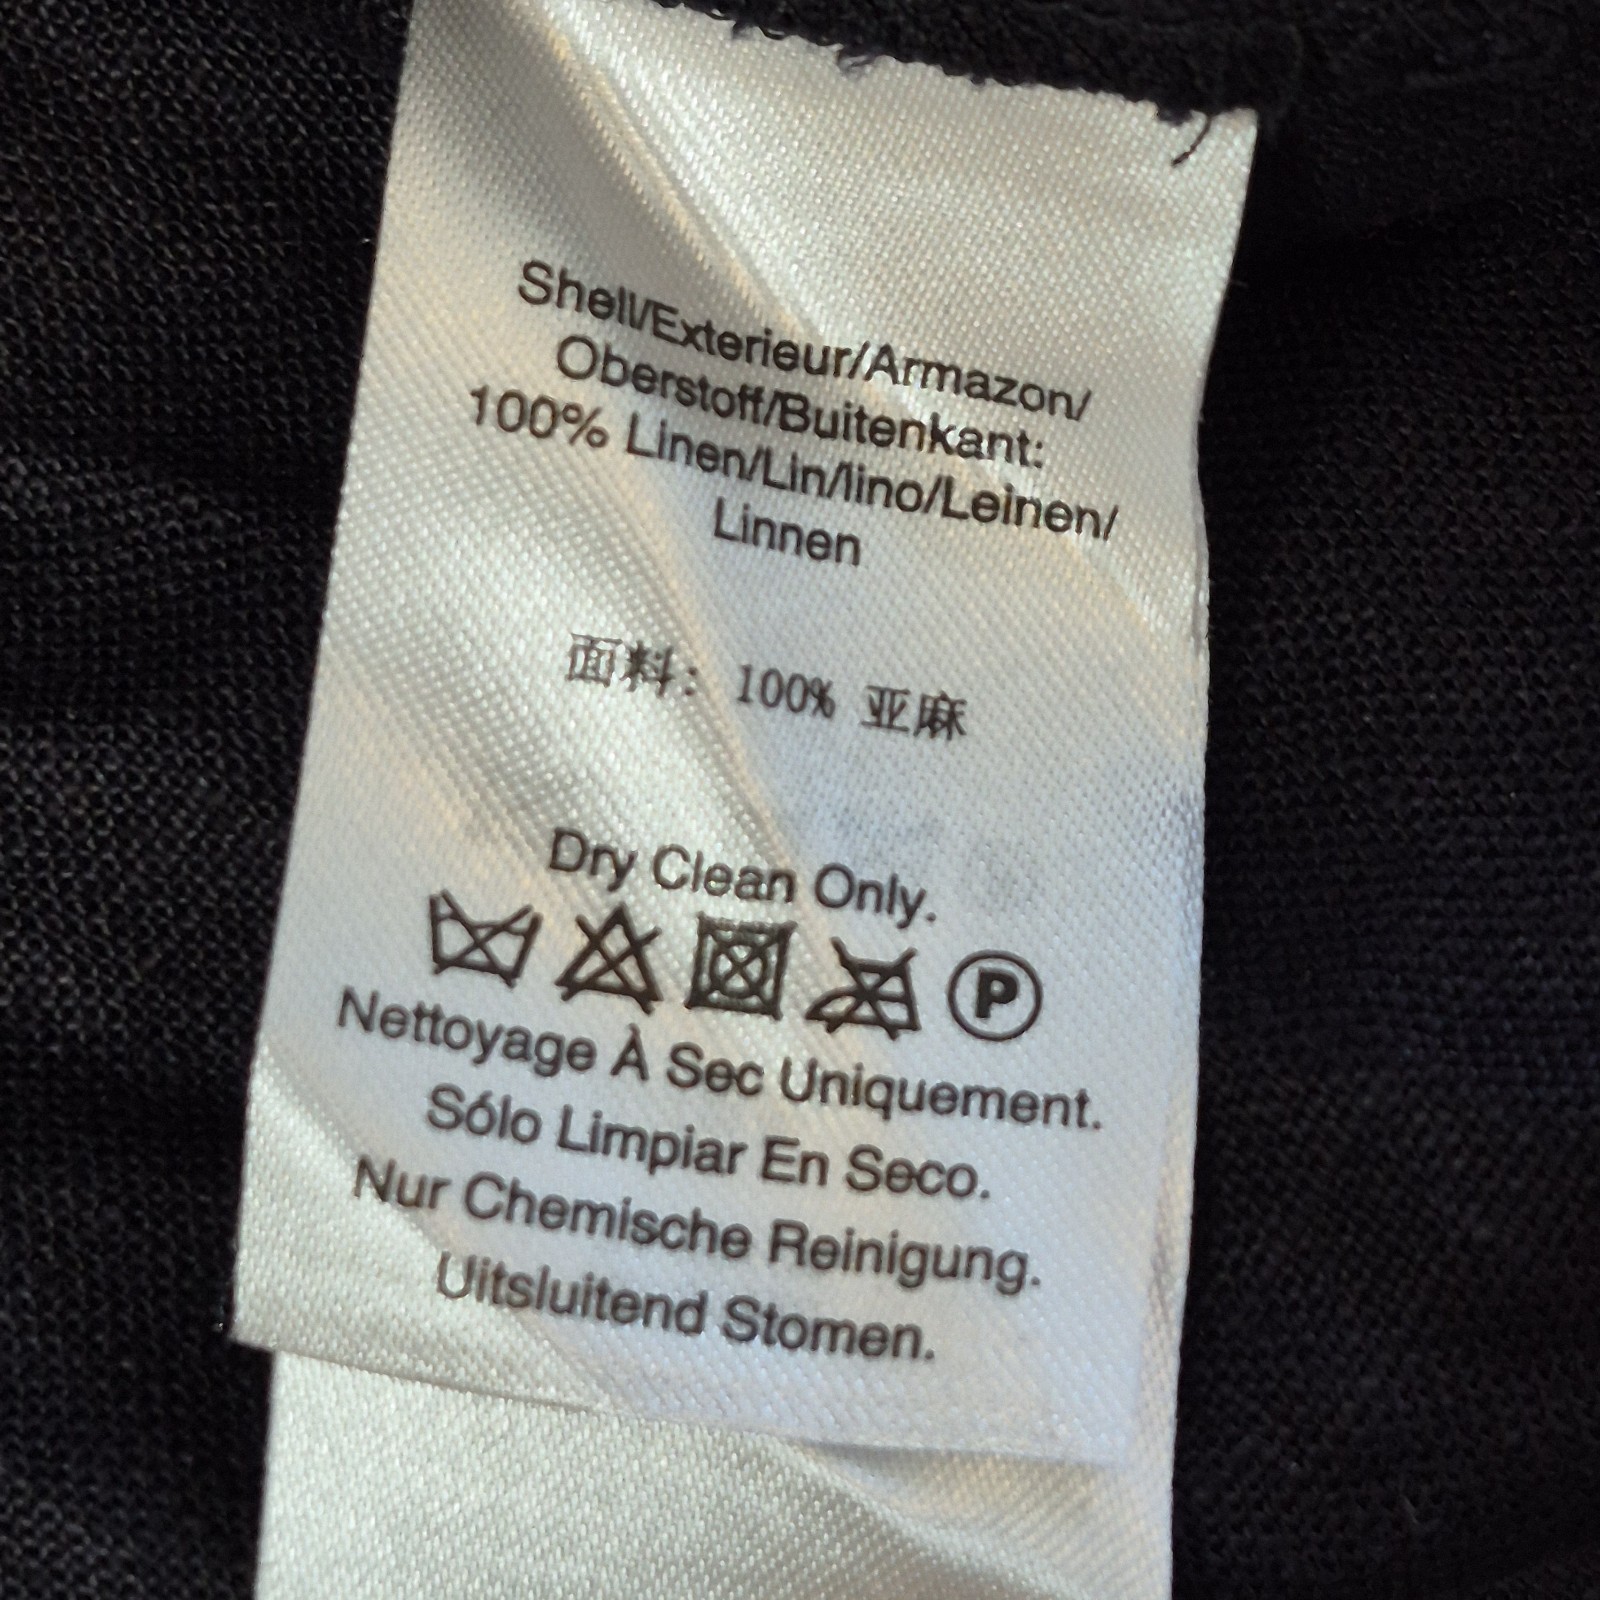 Shell/Exterieur/Armazon/
Oberstoff/Buitenkant:
100% Linen/Lin/lino/Leinen/
Linnen
面料: 100% 亚麻
Dry Clean Only.
P
Nettoyage À Sec Uniquement.
Sólo Limpiar En Seco.
Nur Chemische Reinigung.
Uitsluitend Stomen.